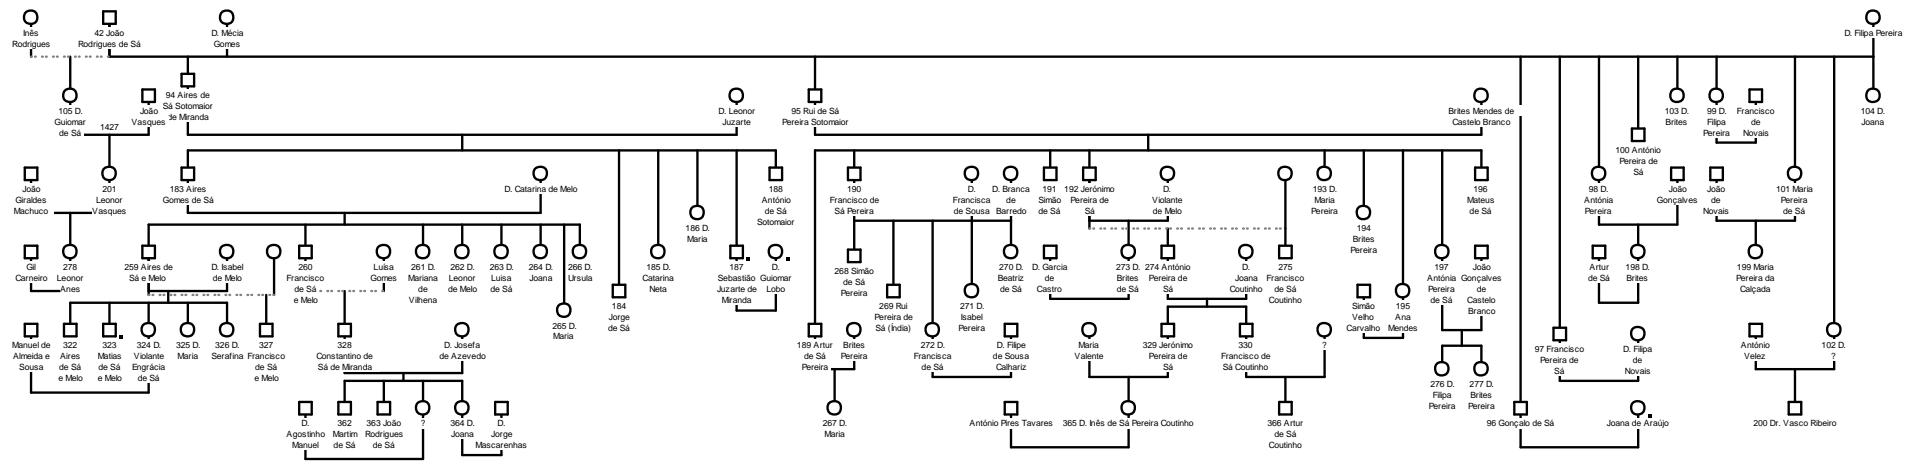 Inês
Rodrigues
42 João
Rodrigues de Sá
D. Mécia
Gomes
D. Filipa Pereira
105 D.
Guiomar
de Sá
João
Vasques
1427
94 Aires de
Sá Sotomaior
de Miranda
D. Leonor
Juzarte
95 Rui de Sá
Pereira Sotomaior
Brites Mendes de
Castelo Branco
103 D.
Brites
99 D.
Filipa
Pereira
Francisco
de
Novais
104 D.
Joana
100 António
Pereira de
Sá
João
Giraldes
Machuco
201
Leonor
Vasques
183 Aires
Gomes de Sá
D. Catarina de Melo
188
António
de Sá
Sotomaior
190
Francisco de
Sá Pereira
D.
Francisca
de Sousa
D. Branca
de
Barredo
191
Simão
de Sá
192 Jerónimo
Pereira de
Sá
D.
Violante
de Melo
193 D.
Maria
Pereira
196
Mateus
de Sá
98 D.
Antónia
Pereira
João
Gonçalves
João
de
Novais
101 Maria
Pereira
de Sá
186 D.
Maria
194
Brites
Pereira
Gil
Carneiro
278
Leonor
Anes
259 Aires de
Sá e Melo
D. Isabel
de Melo
260
Francisco
de Sá
e Melo
Luísa
Gomes
261 D.
Mariana
de
Vilhena
262 D.
Leonor
de Melo
263 D.
Luísa
de Sá
264 D.
Joana
266 D.
Ursula
185 D.
Catarina
Neta
187
Sebastião
Juzarte de
Miranda
D.
Guiomar
Lobo
268 Simão
de Sá
Pereira
270 D.
Beatriz
de Sá
D. Garcia
de
Castro
273 D.
Brites
de Sá
274 António
Pereira de
Sá
D.
Joana
Coutinho
275
Francisco
de Sá
Coutinho
197
Antónia
Pereira
de Sá
João
Gonçalves
de
Castelo
Branco
Artur
de Sá
198 D.
Brites
199 Maria
Pereira
Calçada
184
Jorge
de Sá
265 D.
Maria
269 Rui
Pereira de
Sá (Índia)
271 D.
Isabel
Pereira
Simão
Velho
Carvalho
195
Ana
Mendes
Manuel de
Almeida e
Sousa
322
Aires
de Sá
e Melo
323
Matias
de Sá
e Melo
324 D.
Violante
Engrácia
de Sá
325 D.
Maria
326 D.
Serafina
327
Francisco
de Sá
e Melo
328
Constantino de
Sá de Miranda
D. Josefa
de Azevedo
189 Artur
de Sá
Pereira
Brites
Pereira
272 D.
Francisca
de Sá
D. Filipe
de Sousa
Calhariz
Maria
Valente
329 Jerónimo
Pereira de
Sá
330
Francisco de
Sá Coutinho
?
97 Francisco
Pereira de
Sá
D. Filipa
de
Novais
António
Velez
102 D.
?
276 D.
Filipa
Pereira
277 D.
Brites
Pereira
D.
Agostinho
Manuel
362
Martim
de Sá
363 João
Rodrigues
de Sá
?
364 D.
Joana
D.
Jorge
Mascarenhas
267 D.
Maria
António Pires Tavares
365 D. Inês de Sá Pereira Coutinho
366 Artur
de Sá
Coutinho
96 Gonçalo de Sá
Joana de Araújo
200 Dr. Vasco Ribeiro